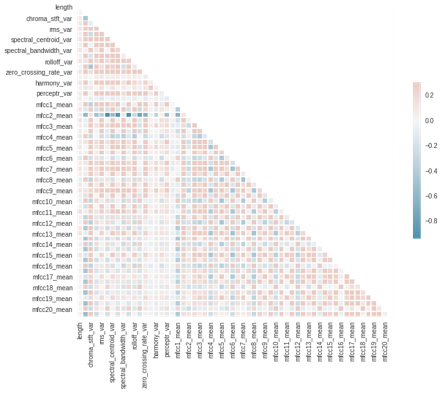 length
chroma_stft_var
rms_var
spectral_centroid_var
spectral_bandwidth_var
rolloff_var
zero_crossing_rate_var
harmony_var
perceptr_var
mfcc1_mean
mfcc2_mean
mfcc3_mean
mfcc4_mean
mfcc5_mean
mfcc6_mean
mfcc7_mean
mfcc8_mean
mfcc9_mean
mfcc10_mean
mfcc11_mean
mfcc12_mean
mfcc13_mean
mfcc14_mean
mfcc15_mean
mfcc16_mean
mfcc17_mean
mfcc18_mean
mfcc19_mean
mfcc20_mean
0.2
0.0
−0.2
−0.4
−0.6
−0.8
length
chroma_stft_var
rms_var
spectral_centroid_var
spectral_bandwidth_var
rolloff_var
zero_crossing_rate_var
harmony_var
perceptr_var
mfcc1_mean
mfcc2_mean
mfcc3_mean
mfcc4_mean
mfcc5_mean
mfcc6_mean
mfcc7_mean
mfcc8_mean
mfcc9_mean
mfcc10_mean
mfcc11_mean
mfcc12_mean
mfcc13_mean
mfcc14_mean
mfcc15_mean
mfcc16_mean
mfcc17_mean
mfcc18_mean
mfcc19_mean
mfcc20_mean